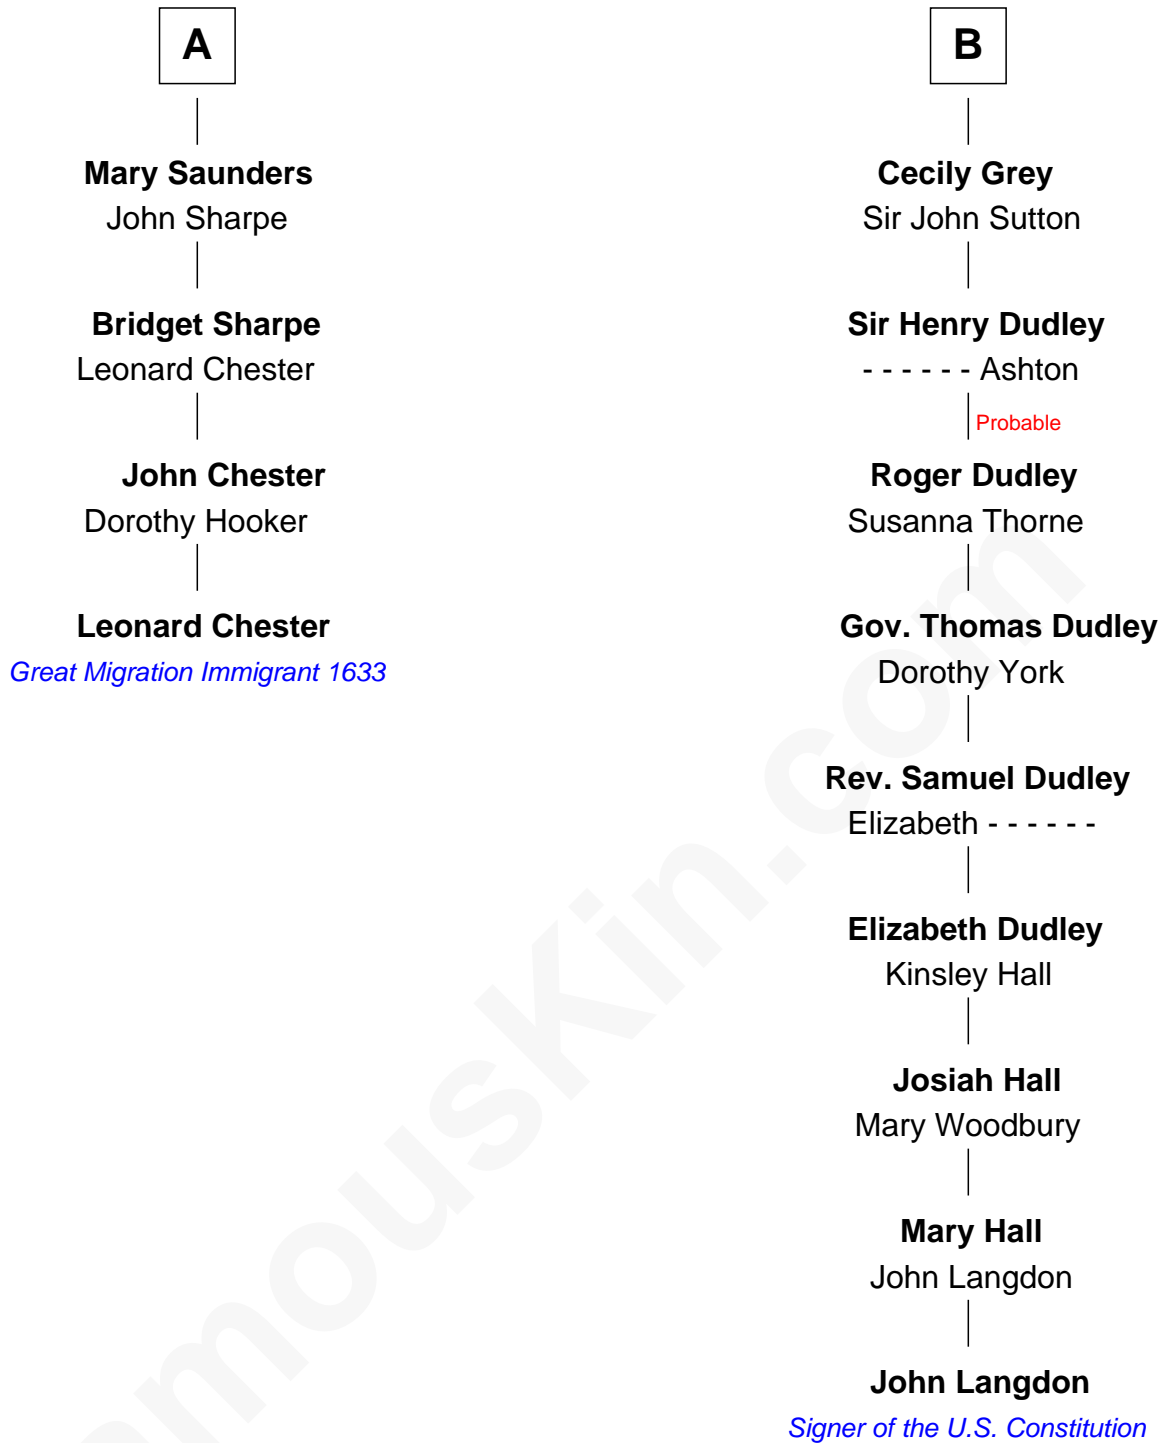 A
Mary Saunders
John Sharpe
Bridget Sharpe
Leonard Chester
John Chester
Dorothy Hooker
Leonard Chester
Great Migration Immigrant 1633
B
Cecily Grey
Sir John Sutton
Sir Henry Dudley
- - - - - - Ashton
Probable
Roger Dudley
Susanna Thorne
Gov. Thomas Dudley
Dorothy York
Rev. Samuel Dudley
Elizabeth - - - - - -
Elizabeth Dudley
Kinsley Hall
Josiah Hall
Mary Woodbury
Mary Hall
John Langdon
John Langdon
Signer of the U.S. Constitution
amouskin.com